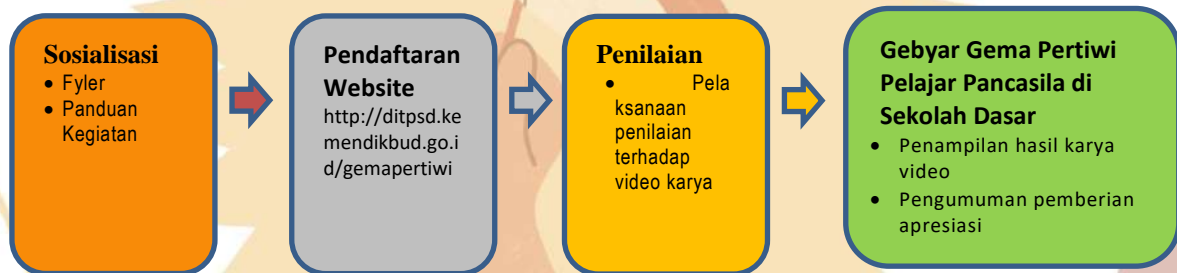 Sosialisasi
• Fyler
• Panduan
Kegiatan
Pendaftaran
Website
http://ditpsd.ke
mendikbud.go.i
d/gemapertiwi
Penilaian
• Pela
ksanaan
penilaian
terhadap
video karya
Gebyar Gema Pertiwi
Pelajar Pancasila di
Sekolah Dasar
• Penampilan hasil karya
video
• Pengumuman pemberian
apresiasi